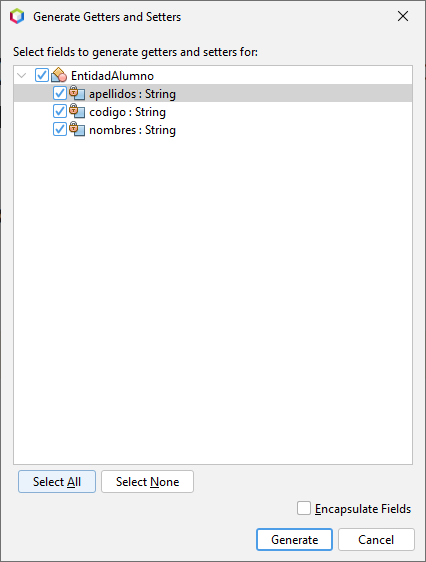 Generate Getters and Setters
Select fields to generate getters and setters for:
EntidadAlumno
apellidos : String
codigo : String
nombres : String
Select All
Select None
Encapsulate Fields
Generate
Cancel